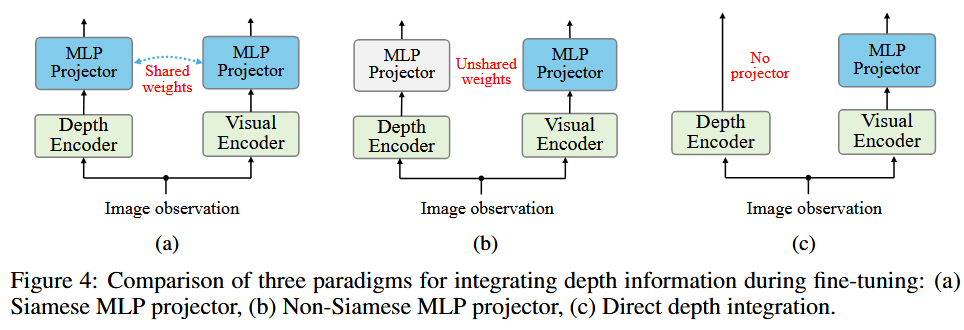 MLP
Projector
Shared
weights
MLP
Projector
Depth
Encoder
Visual
Encoder
Image observation
(a)
MLP
Projector
Unshared
weights
MLP
Projector
Depth
Encoder
Visual
Encoder
Image observation
(b)
No
projector
MLP
Projector
Depth
Encoder
Visual
Encoder
Image observation
(c)
Figure 4: Comparison of three paradigms for integrating depth information during fine-tuning: (a)
Siamese MLP projector, (b) Non-Siamese MLP projector, (c) Direct depth integration.